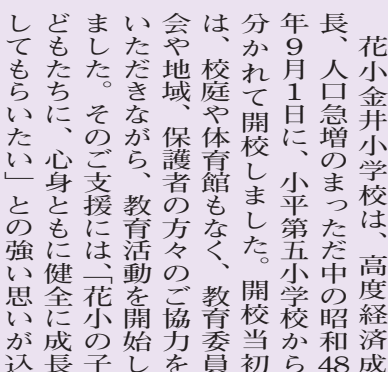 花小金井小学校は、高度経済成
長、人口急増のまっただ中の昭和48
年9月1日に、小平第五小学校から
分かれて開校しました。開校当初
は、校庭や体育館もなく、教育委員
会や地域、保護者の方々のご協力を
いただきながら、教育活動を開始し
ました。そのご支援には、「花小の子
どもたちに、心身ともに健全に成長
してもらいたい」との強い思いが込